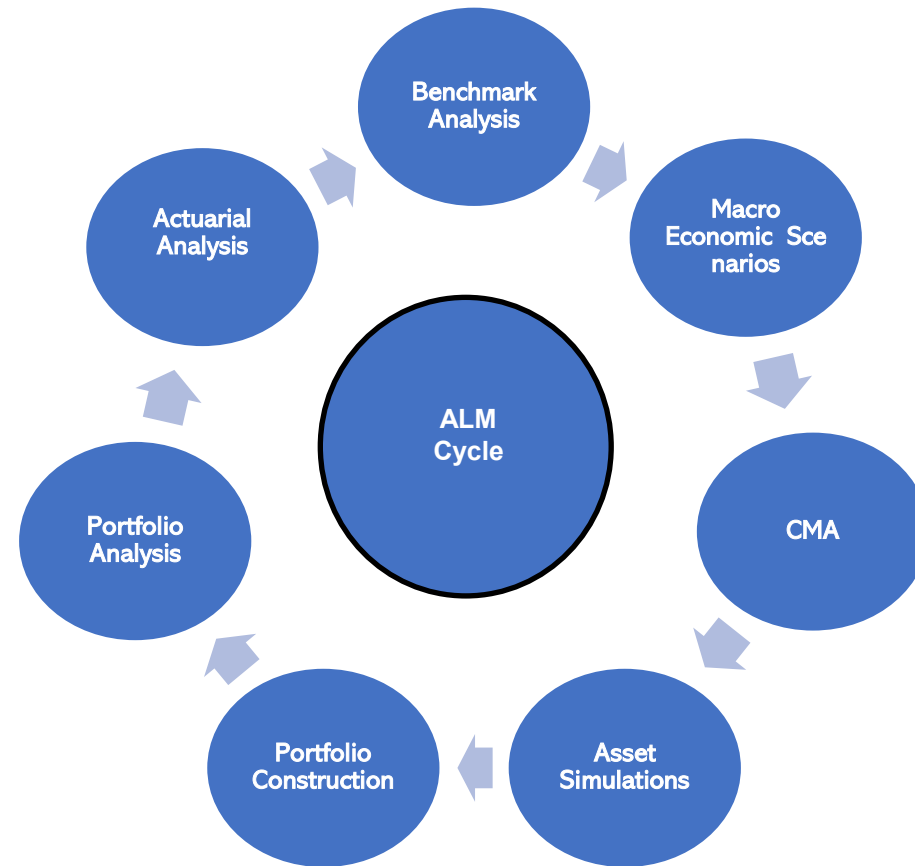 Benchmark
Analysis
Macro
Economic Sce
narios
CMA
Asset
Simulations
Portfolio
Construction
Portfolio
Analysis
Actuarial
Analysis
ALM
Cycle